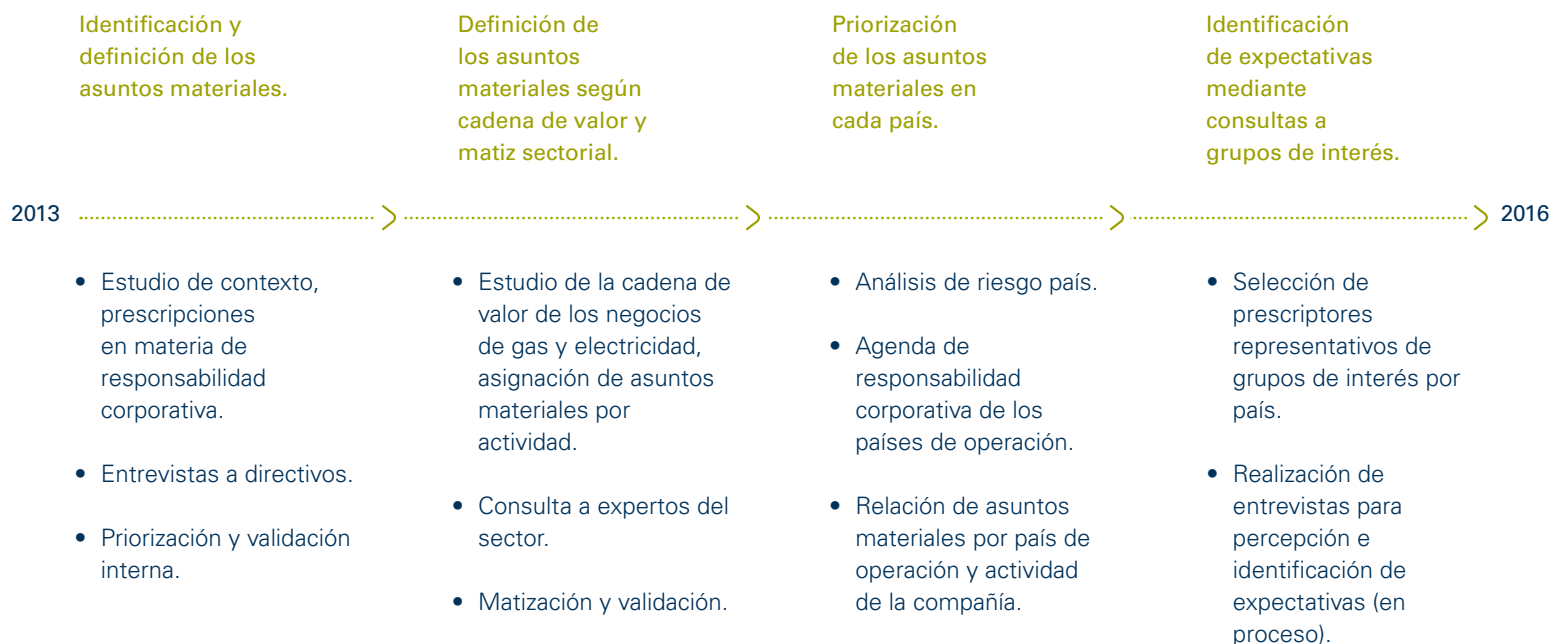 Identificación y
definición de los
asuntos materiales.
Definición de
los asuntos
materiales según
cadena de valor y
matiz sectorial.
Priorización
de los asuntos
materiales en
cada país.
Identificación
de expectativas
mediante
consultas a
grupos de interés.
2013
2016
• Estudio de contexto,
prescripciones
en materia de
responsabilidad
corporativa.
• Entrevistas a directivos.
• Priorización y validación
interna.
• Estudio de la cadena de
valor de los negocios
de gas y electricidad,
asignación de asuntos
materiales por
actividad.
• Consulta a expertos del
sector.
• Matización y validación.
• Análisis de riesgo país.
• Agenda de
responsabilidad
corporativa de los
países de operación.
• Relación de asuntos
materiales por país de
operación y actividad
de la compañía.
• Selección de
prescriptores
representativos de
grupos de interés por
país.
• Realización de
entrevistas para
percepción e
identificación de
expectativas (en
proceso).